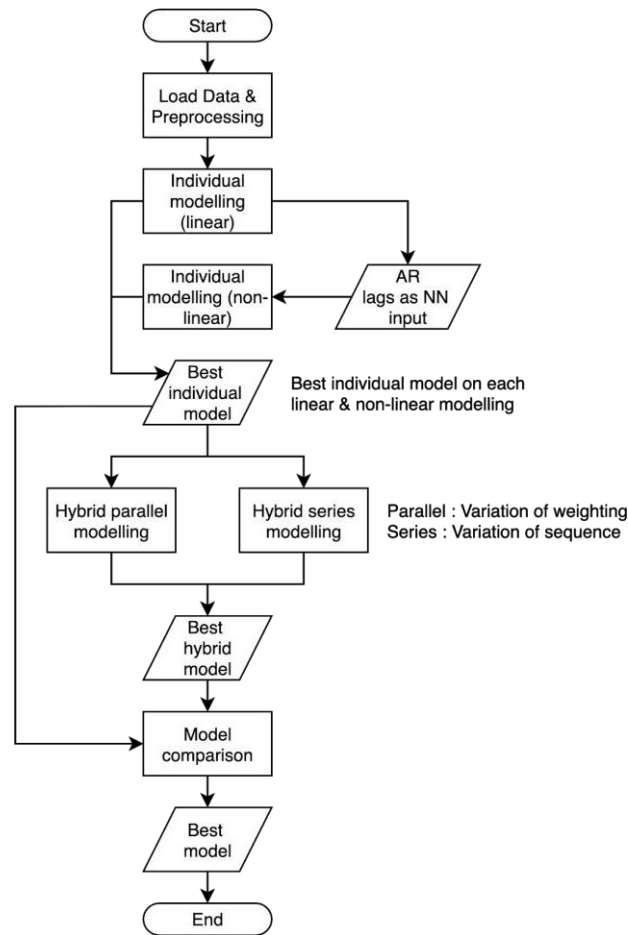 Start
Load Data &
Preprocessing
Individual
modelling
(linear)
Individual
modelling (non-
linear)
AR
lags as NN
input
Best
individual
model
Best individual model on each
linear & non-linear modelling
Hybrid parallel
modelling
Hybrid series
modelling
Parallel : Variation of weighting
Series : Variation of sequence
Best
hybrid
model
Model
comparison
Best
model
End